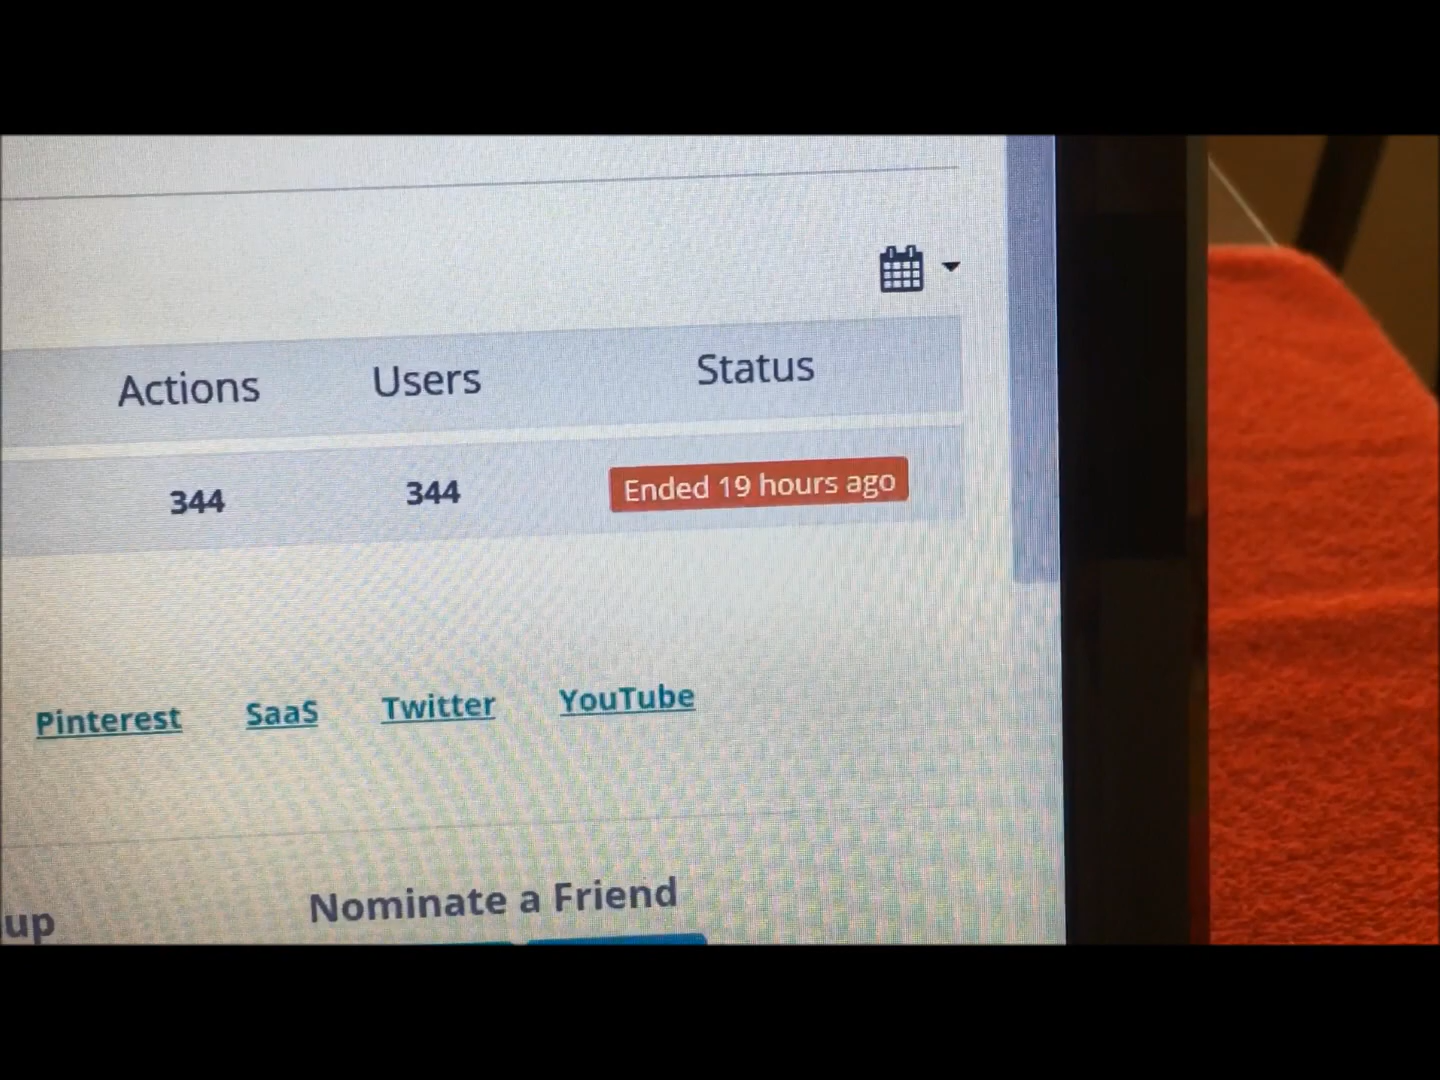 Actions Users Status
344 344 Ended 19 hours ago
Pinterest SaaS Twitter YouTube
Nominate a Friend
up